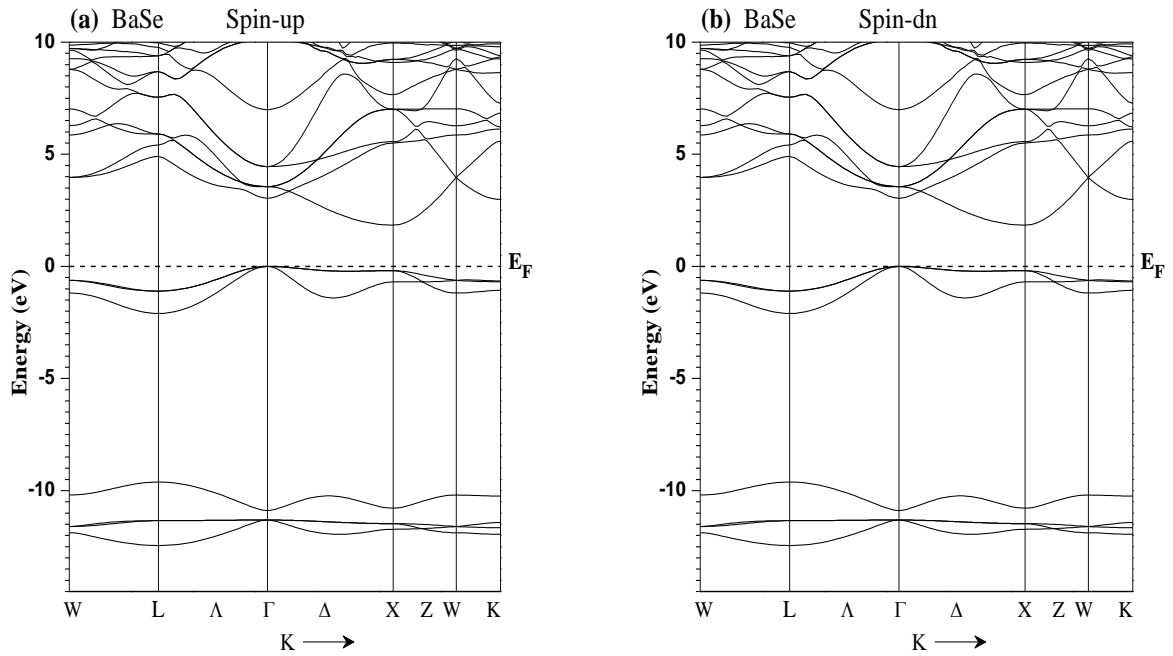 (a) BaSe Spin-up
10
5
0
-5
-10
Energy (eV)
E_F
W L Λ Γ Δ X Z W K
K
(b) BaSe Spin-dn
10
5
0
-5
-10
Energy (eV)
E_F
W L Λ Γ Δ X Z W K
K